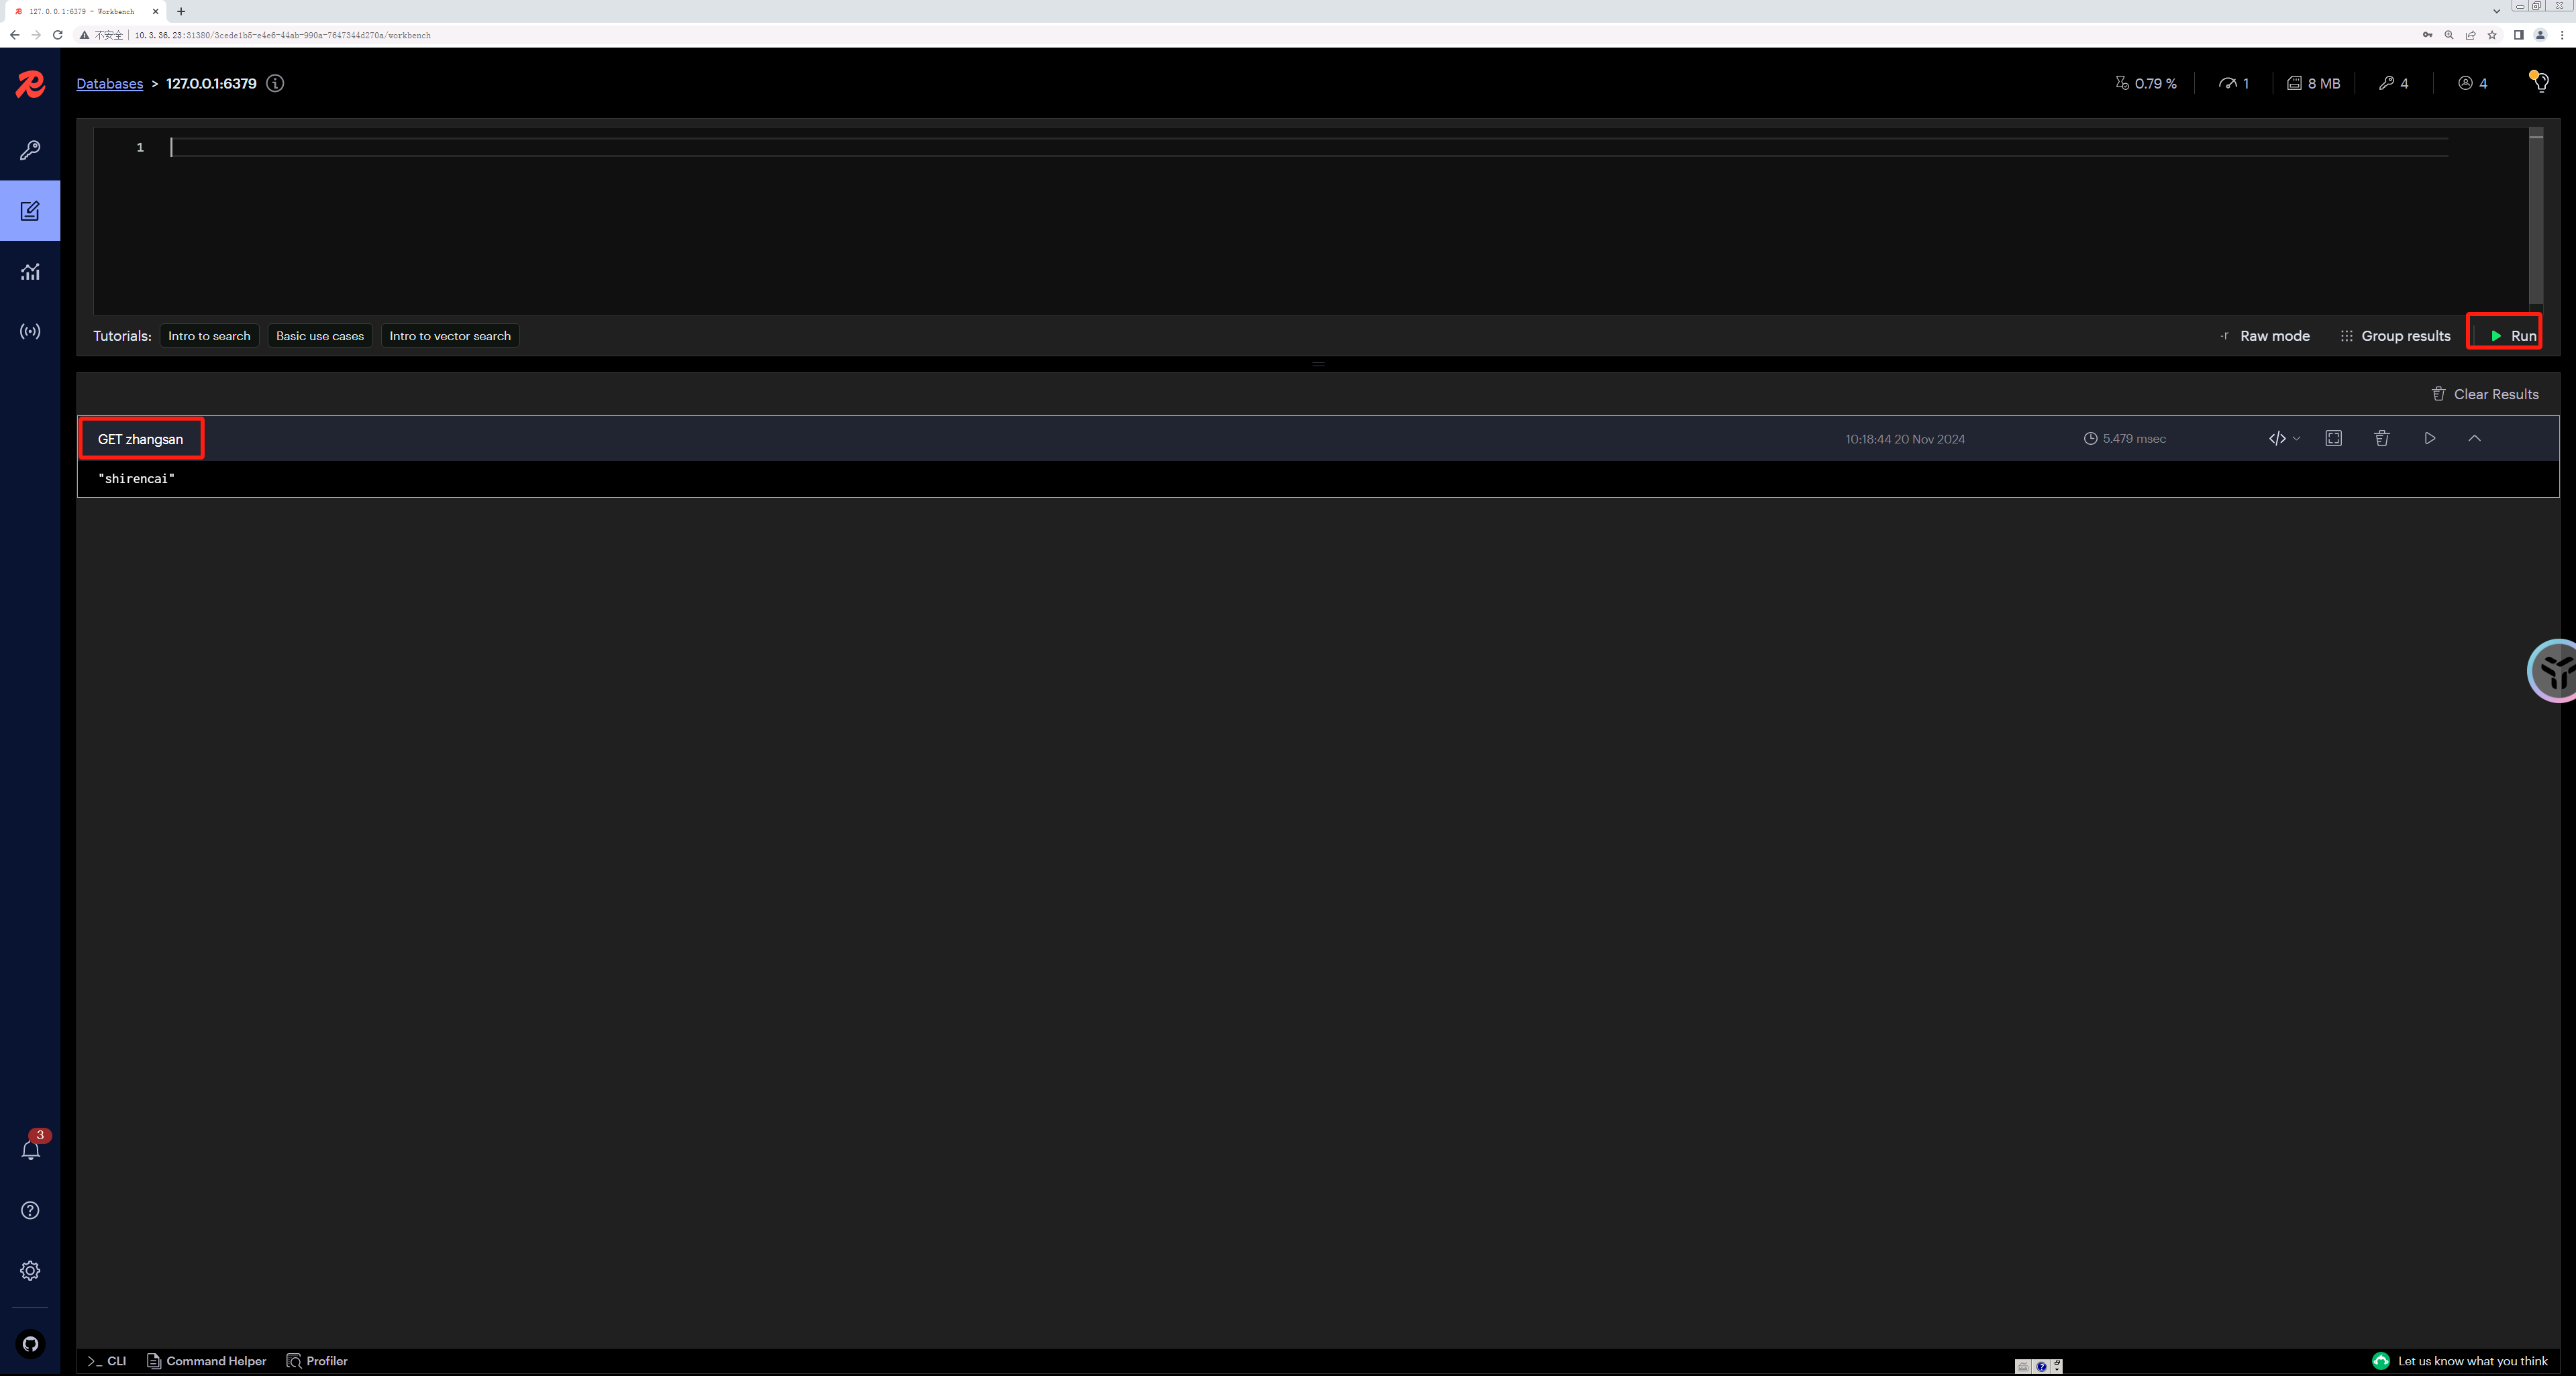 127.0.0.1:6379 - Workbench
不安全 10.3.36.23:31380/3cede1b5-e4e6-44ab-990a-7647344d270a/workbench
Databases > 127.0.0.1:6379
0.79 % 1 8 MB 4 4
1
Tutorials: Intro to search Basic use cases Intro to vector search -r Raw mode Group results Run
Clear Results
GET zhangsan 10:18:44 20 Nov 2024 5.479 msec
"shirencai"
3
>_ CLI Command Helper Profiler Let us know what you think